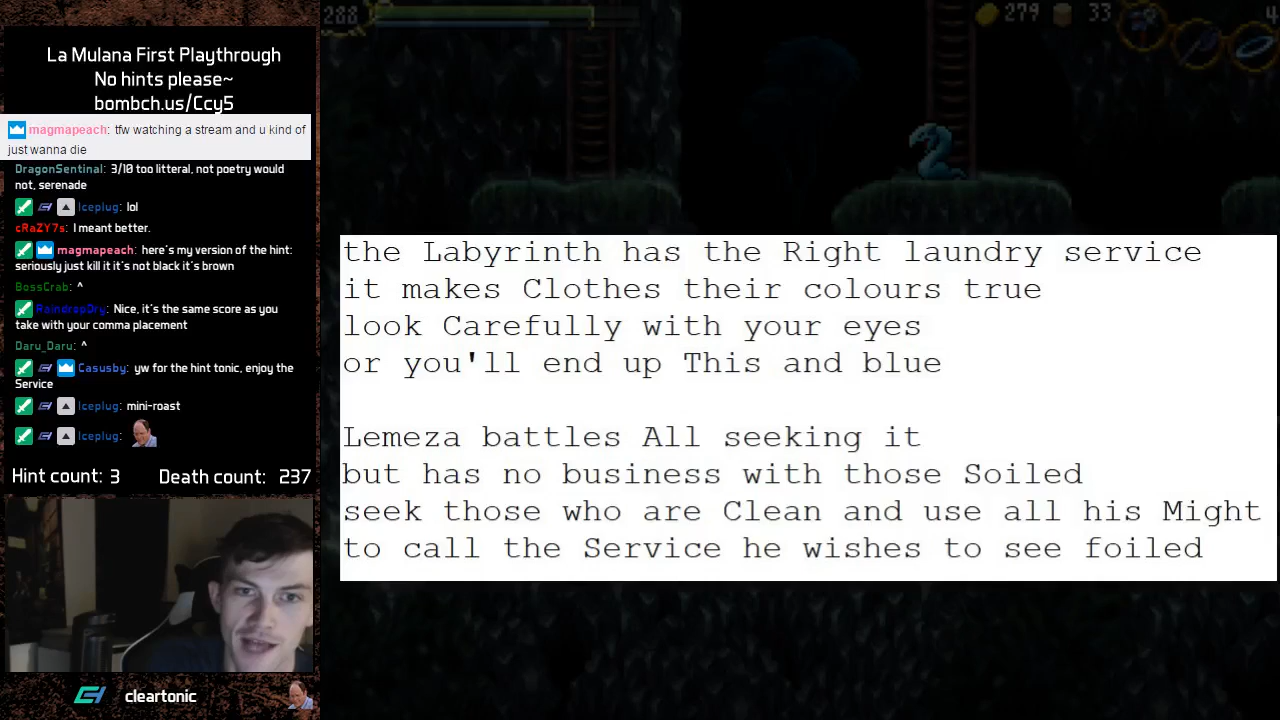 La Mulana First Playthrough
No hints please~
bombch.us/Ccy5
magmapeach: tfw watching a stream and u kind of
just wanna die
DragonSentinal: 3/10 too litteral, not poetry would
not, serenade
Iceplug: lol
cRaZY7s: I meant better.
magmapeach: here's my version of the hint:
seriously just kill it it's not black it's brown
BossCrab: ^
RaindropDry: Nice, it's the same score as you
take with your comma placement
Daru_Daru: ^
Casusby: yw for the hint tonic, enjoy the
Service
Iceplug: mini-roast
Iceplug:
Hint count: 3 Death count: 237
cleartonic
288
279 33 4
the Labyrinth has the Right laundry service
it makes Clothes their colours true
look Carefully with your eyes
or you'll end up This and blue
Lemeza battles All seeking it
but has no business with those Soiled
seek those who are Clean and use all his Might
to call the Service he wishes to see foiled